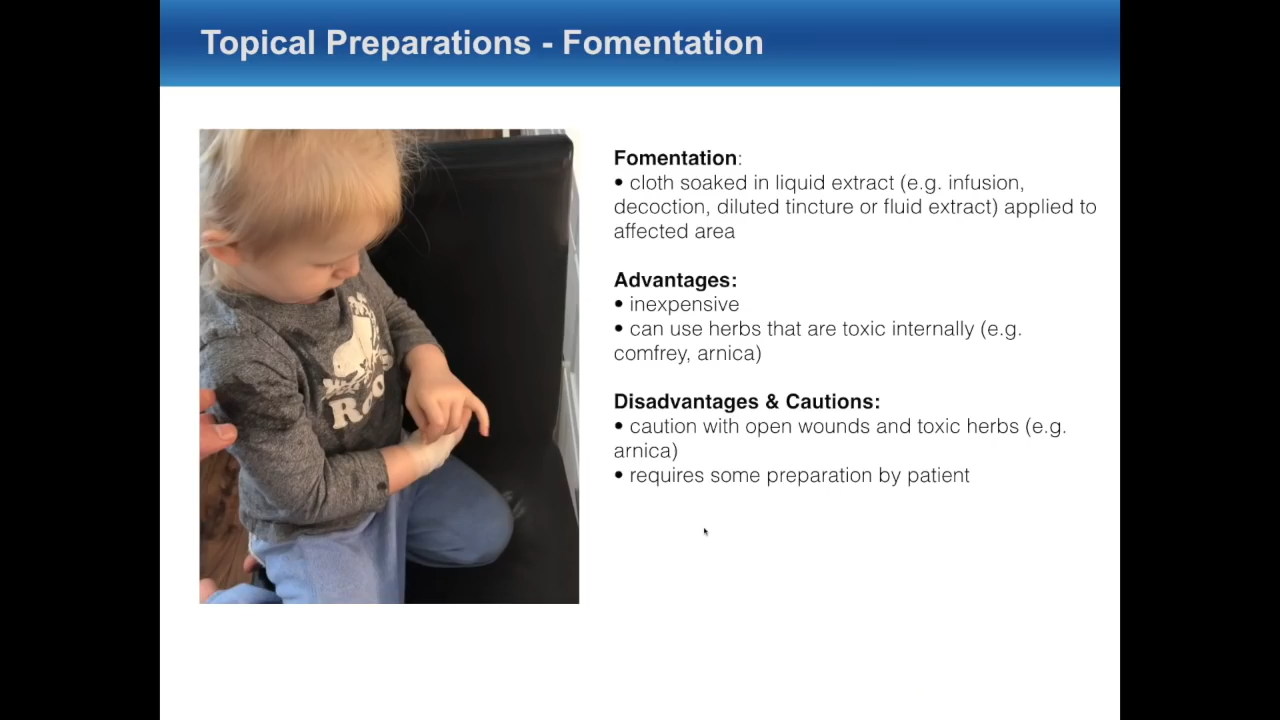 Topical Preparations - Fomentation
Fomentation:
• cloth soaked in liquid extract (e.g. infusion,
decoction, diluted tincture or fluid extract) applied to
affected area
Advantages:
• inexpensive
• can use herbs that are toxic internally (e.g.
comfrey, arnica)
Disadvantages & Cautions:
• caution with open wounds and toxic herbs (e.g.
arnica)
• requires some preparation by patient